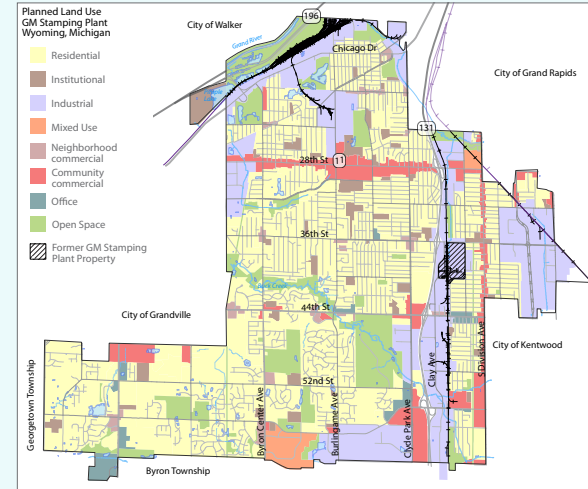 Planned Land Use
GM Stamping Plant
Wyoming, Michigan
Residential
Institutional
Industrial
Mixed Use
Neighborhood
commercial
Community
commercial
Office
Open Space
Former GM Stamping
Plant Property
City of Walker
196
Grand River
Chicago Dr
City of Grand Rapids
131
28th St
11
36th St
Buck Creek
44th St
City of Grandville
City of Kentwood
52nd St
Georgetown Township
Byron Center Ave
Burlingame Ave
Clyde Park Ave
Clay Ave
S Division Ave
Byron Township